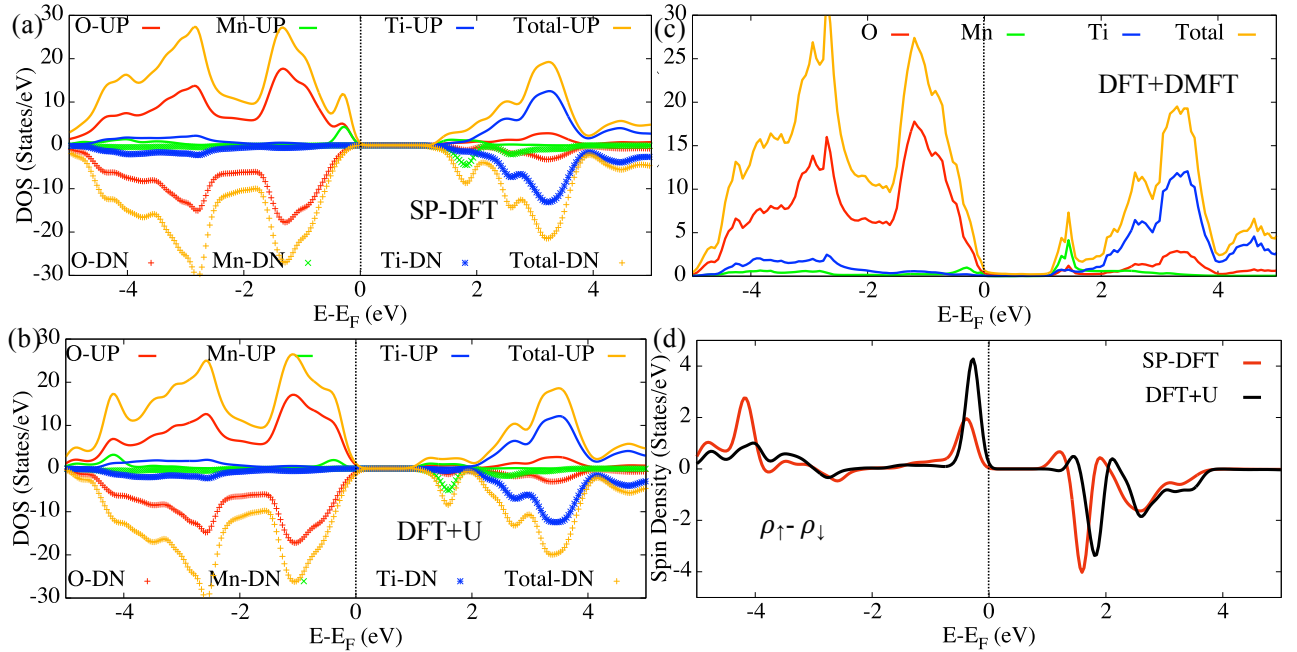 (a)
O-UP Mn-UP Ti-UP Total-UP
30
20
10
0
-10
-20
-30
DOS (States/eV)
SP-DFT
O-DN Mn-DN Ti-DN Total-DN
-4 -2 0 2 4
E-E_F (eV)
(b)
O-UP Mn-UP Ti-UP Total-UP
30
20
10
0
-10
-20
-30
DOS (States/eV)
DFT+U
O-DN Mn-DN Ti-DN Total-DN
-4 -2 0 2 4
E-E_F (eV)
(c)
O Mn Ti Total
DFT+DMFT
30
25
20
15
10
5
0
-4 -2 0 2 4
E-E_F (eV)
(d)
SP-DFT
DFT+U
4
2
0
-2
-4
Spin Density (States/eV)
ρ↑- ρ↓
-4 -2 0 2 4
E-E_F (eV)